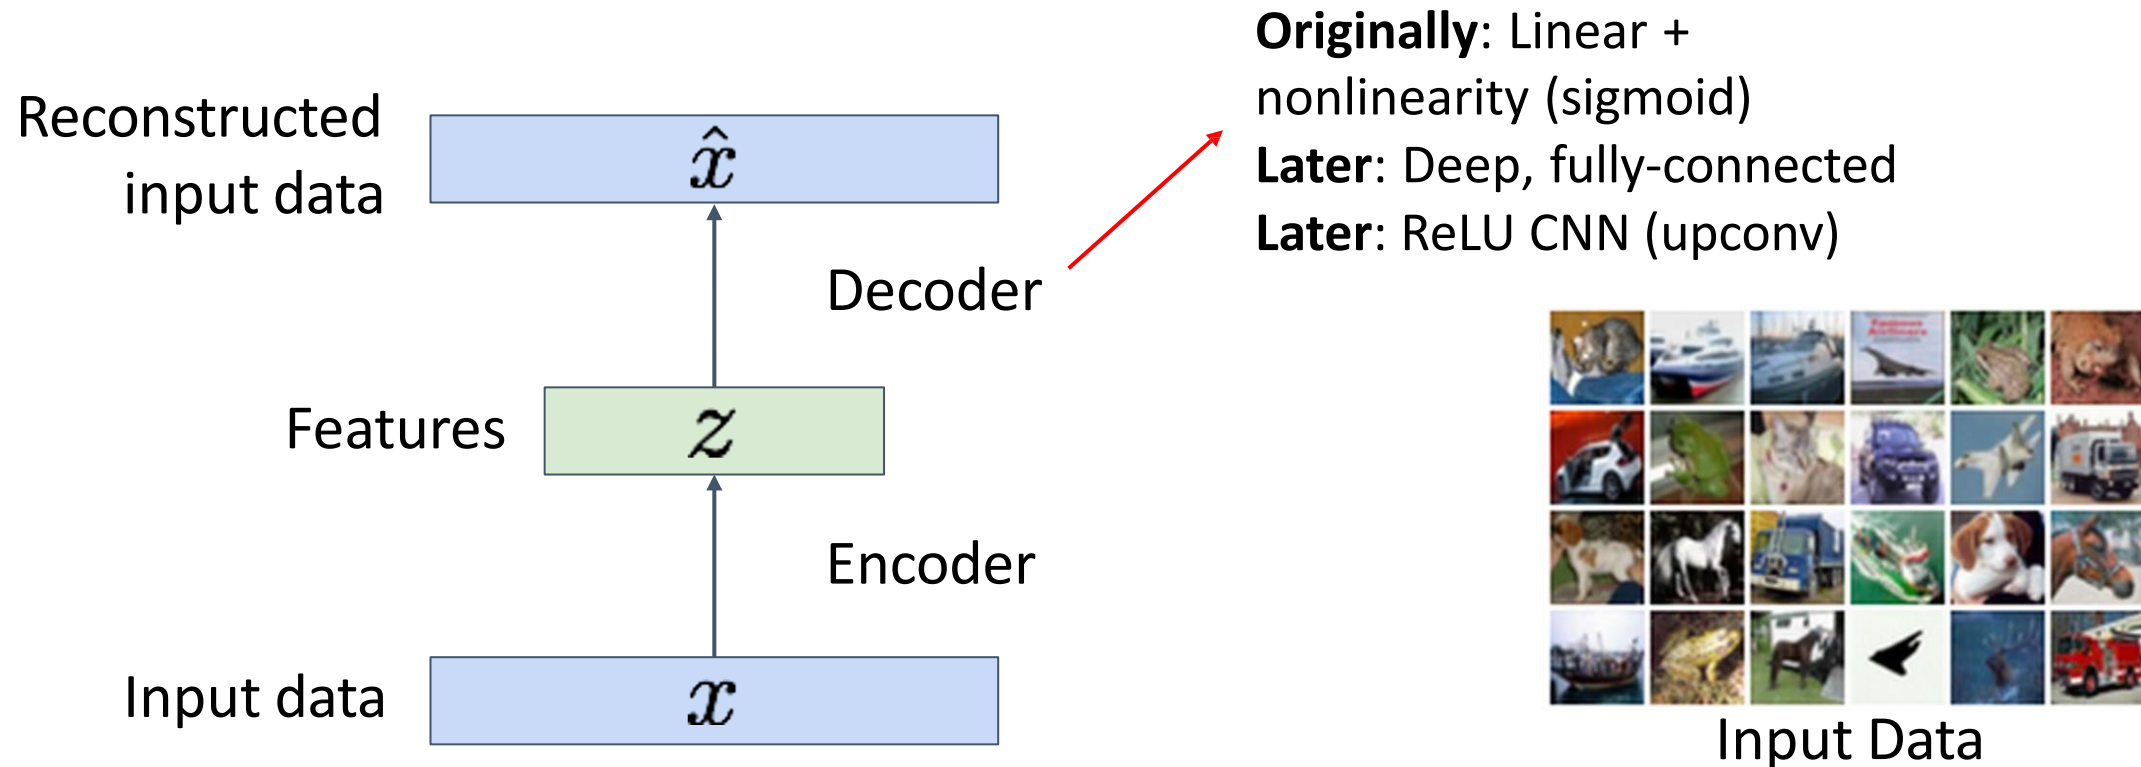 Originally: Linear +
nonlinearity (sigmoid)
Later: Deep, fully-connected
Later: ReLU CNN (upconv)
Reconstructed
input data
x̂
Decoder
Features
z
Encoder
Input data
x
Input Data